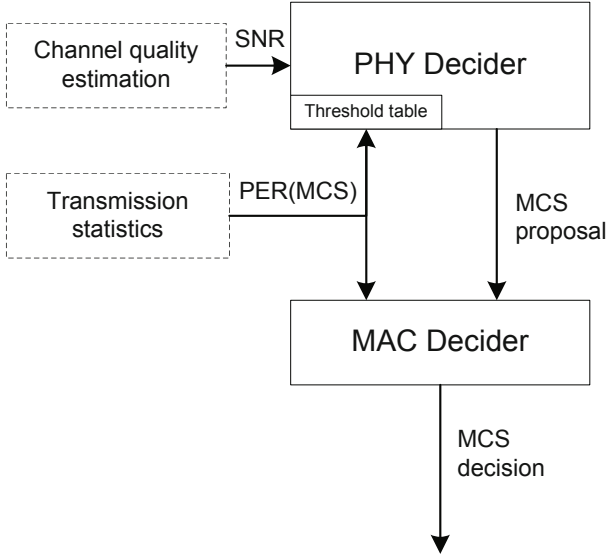 Channel quality
estimation
SNR
PHY Decider
Threshold table
Transmission
statistics
PER(MCS)
MCS
proposal
MAC Decider
MCS
decision